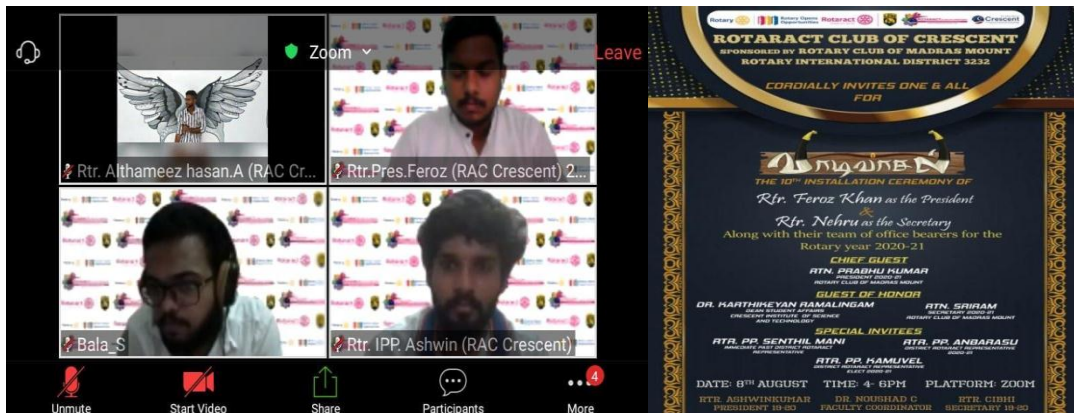 Zoom
Leave
Rtr. Althameez hasan.A (RAC Cr...
Rtr.Pres.Feroz (RAC Crescent) 2...
Bala_S
Rtr. IPP. Ashwin (RAC Crescent)
Unmute
Start Video
Share
Participants
More
4
Rotary
Rotary Opens Opportunities
Rotaract
Crescent
ROTARACT CLUB OF CRESCENT
SPONSORED BY ROTARY CLUB OF MADRAS MOUNT
ROTARY INTERNATIONAL DISTRICT 3232
CORDIALLY INVITES ONE & ALL
FOR
வாடிவாசல்
THE 10TH INSTALLATION CEREMONY OF
Rtr. Feroz Khan as the President
&
Rtr. Nehru as the Secretary
Along with their team of office bearers for the
Rotary year 2020-21
CHIEF GUEST
RTN. PRABHU KUMAR
PRESIDENT 2020-21
ROTARY CLUB OF MADRAS MOUNT
GUEST OF HONOR
DR. KARTHIKEYAN RAMALINGAM
DEAN STUDENT AFFAIRS
CRESCENT INSTITUTE OF SCIENCE
AND TECHNOLOGY
RTN. SRIRAM
SECRETARY 2020-21
ROTARY CLUB OF MADRAS MOUNT
SPECIAL INVITEES
RTR. PP. SENTHIL MANI
IMMEDIATE PAST DISTRICT ROTARACT
REPRESENTATIVE
RTR. PP. ANBARASU
DISTRICT ROTARACT REPRESENTATIVE
2020-21
RTR. PP. KAMUVEL
DISTRICT ROTARACT REPRESENTATIVE
ELECT 2020-21
DATE: 8TH AUGUST TIME: 4- 6PM PLATFORM: ZOOM
RTR. ASHWINKUMAR
PRESIDENT 19-20
DR. NOUSHAD C
FACULTY COORDINATOR
RTR. CIBHI
SECRETARY 19-20